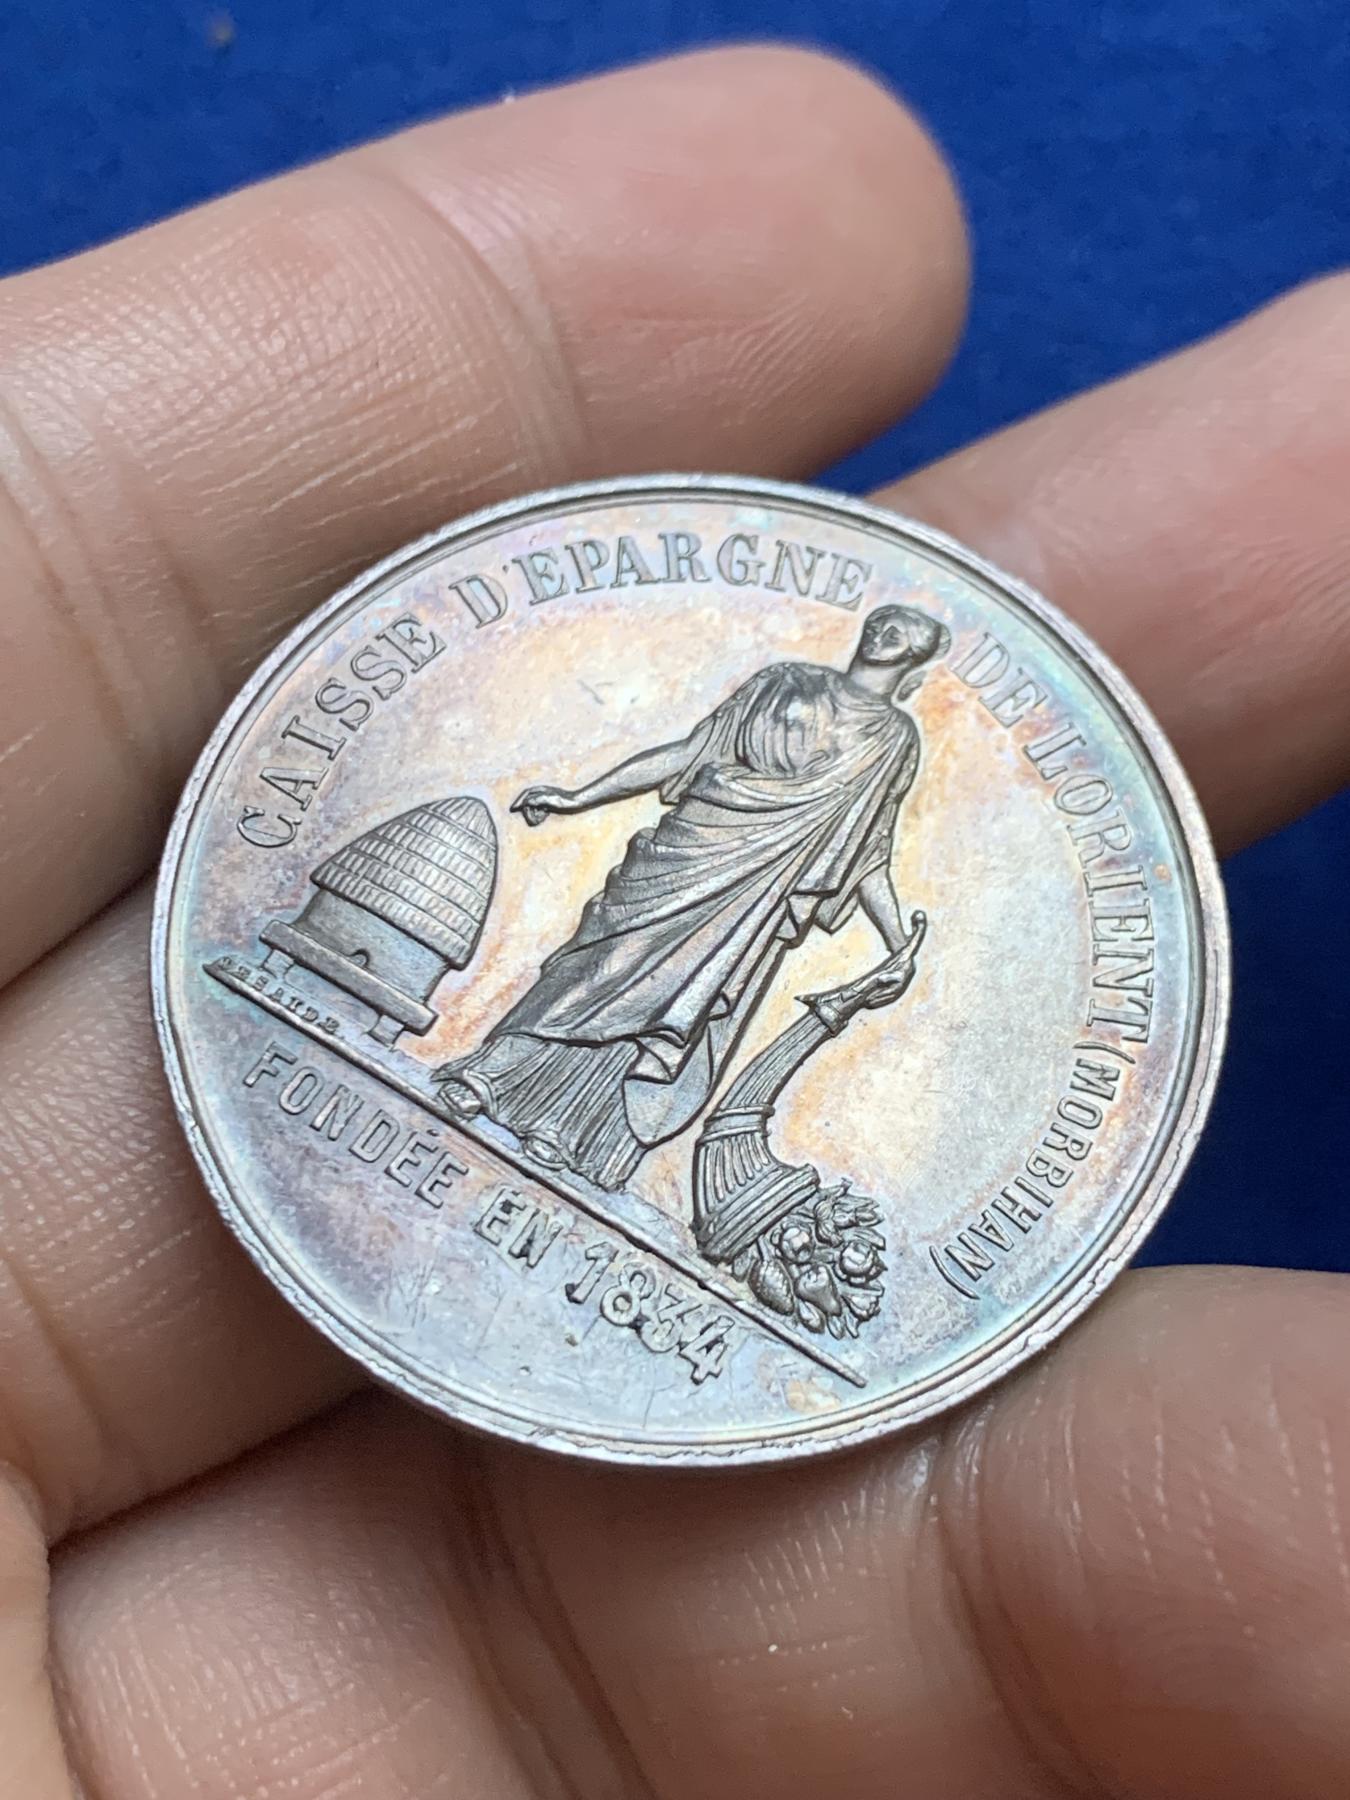 CAISSE D'EPARGNE DE LORIENT (MORBIHAN)
FONDÉE EN 1834